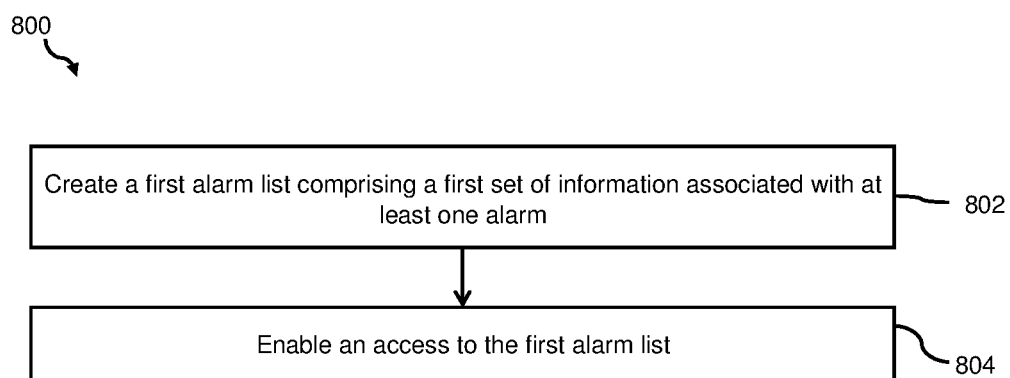 800
Create a first alarm list comprising a first set of information associated with at
least one alarm
802
Enable an access to the first alarm list
804